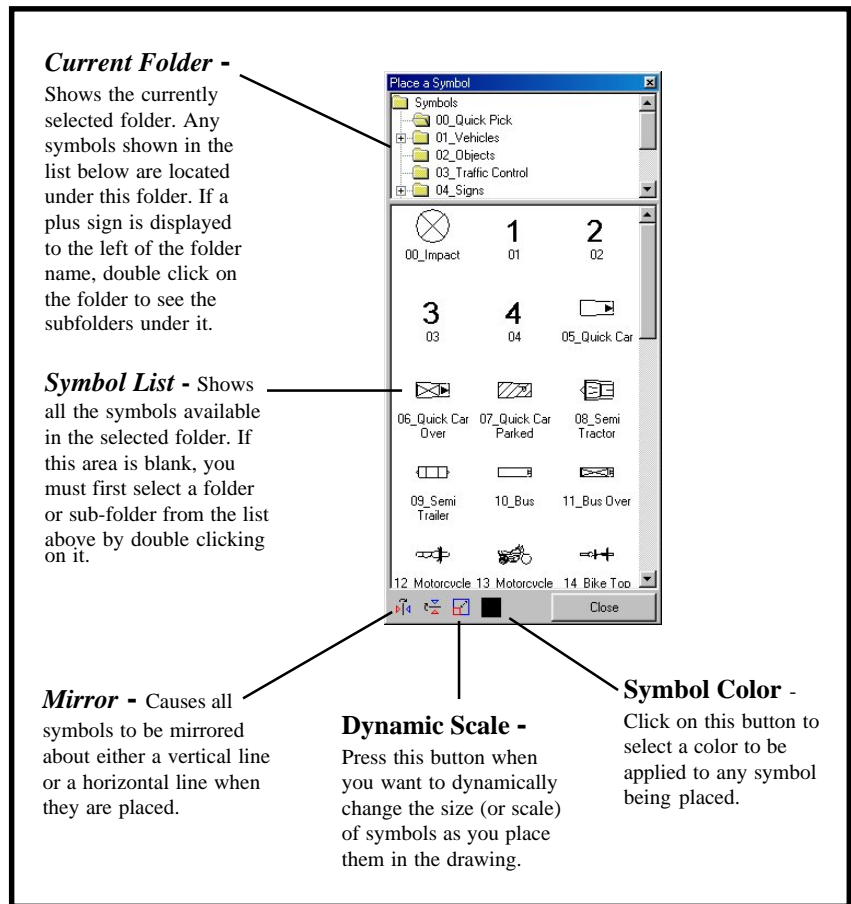 Current Folder -
Shows the currently
selected folder. Any
symbols shown in the
list below are located
under this folder. If a
plus sign is displayed
to the left of the folder
name, double click on
the folder to see the
subfolders under it.
Symbol List - Shows
all the symbols available
in the selected folder. If
this area is blank, you
must first select a folder
or sub-folder from the list
above by double clicking
on it.
Place a Symbol
Symbols
00_Quick Pick
01_Vehicles
02_Objects
03_Traffic Control
04_Signs
00_Impact
1
01
2
02
3
03
4
04
05_Quick Car
06_Quick Car
Over
07_Quick Car
Parked
08_Semi
Tractor
09_Semi
Trailer
10_Bus
11_Bus Over
12_Motorcycle
13_Motorcycle
14_Bike Top
Close
Mirror - Causes all
symbols to be mirrored
about either a vertical line
or a horizontal line when
they are placed.
Dynamic Scale -
Press this button when
you want to dynamically
change the size (or scale)
of symbols as you place
them in the drawing.
Symbol Color -
Click on this button to
select a color to be
applied to any symbol
being placed.